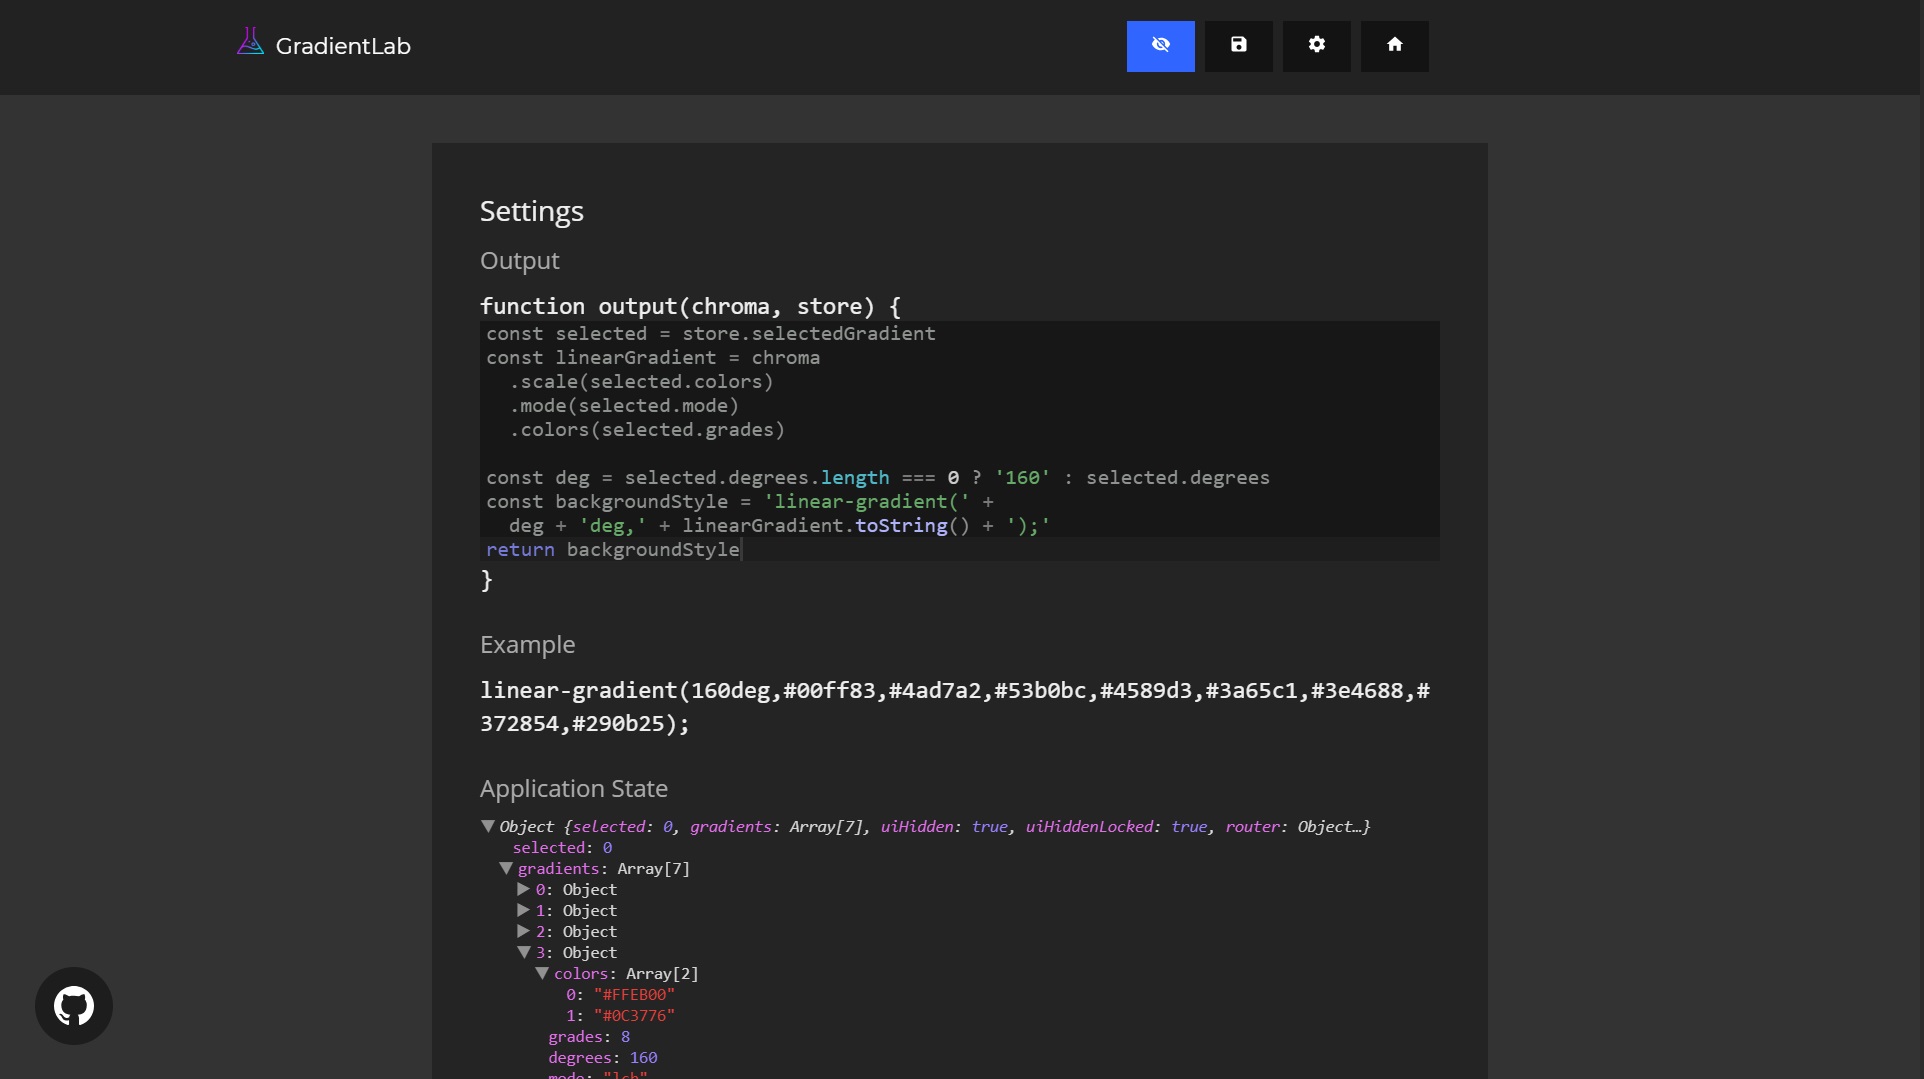 GradientLab
Settings
Output
function output(chroma, store) {
const selected = store.selectedGradient
const linearGradient = chroma
  .scale(selected.colors)
  .mode(selected.mode)
  .colors(selected.grades)

const deg = selected.degrees.length === 0 ? '160' : selected.degrees
const backgroundStyle = 'linear-gradient(' +
  deg + 'deg,' + linearGradient.toString() + ');'
return backgroundStyle
}
Example
linear-gradient(160deg,#00ff83,#4ad7a2,#53b0bc,#4589d3,#3a65c1,#3e4688,#
372854,#290b25);
Application State
▼Object {selected: 0, gradients: Array[7], uiHidden: true, uiHiddenLocked: true, router: Object…}
selected: 0
▼gradients: Array[7]
▶0: Object
▶1: Object
▶2: Object
▼3: Object
▼colors: Array[2]
0: "#FFEB00"
1: "#0C3776"
grades: 8
degrees: 160
mode: "lch"